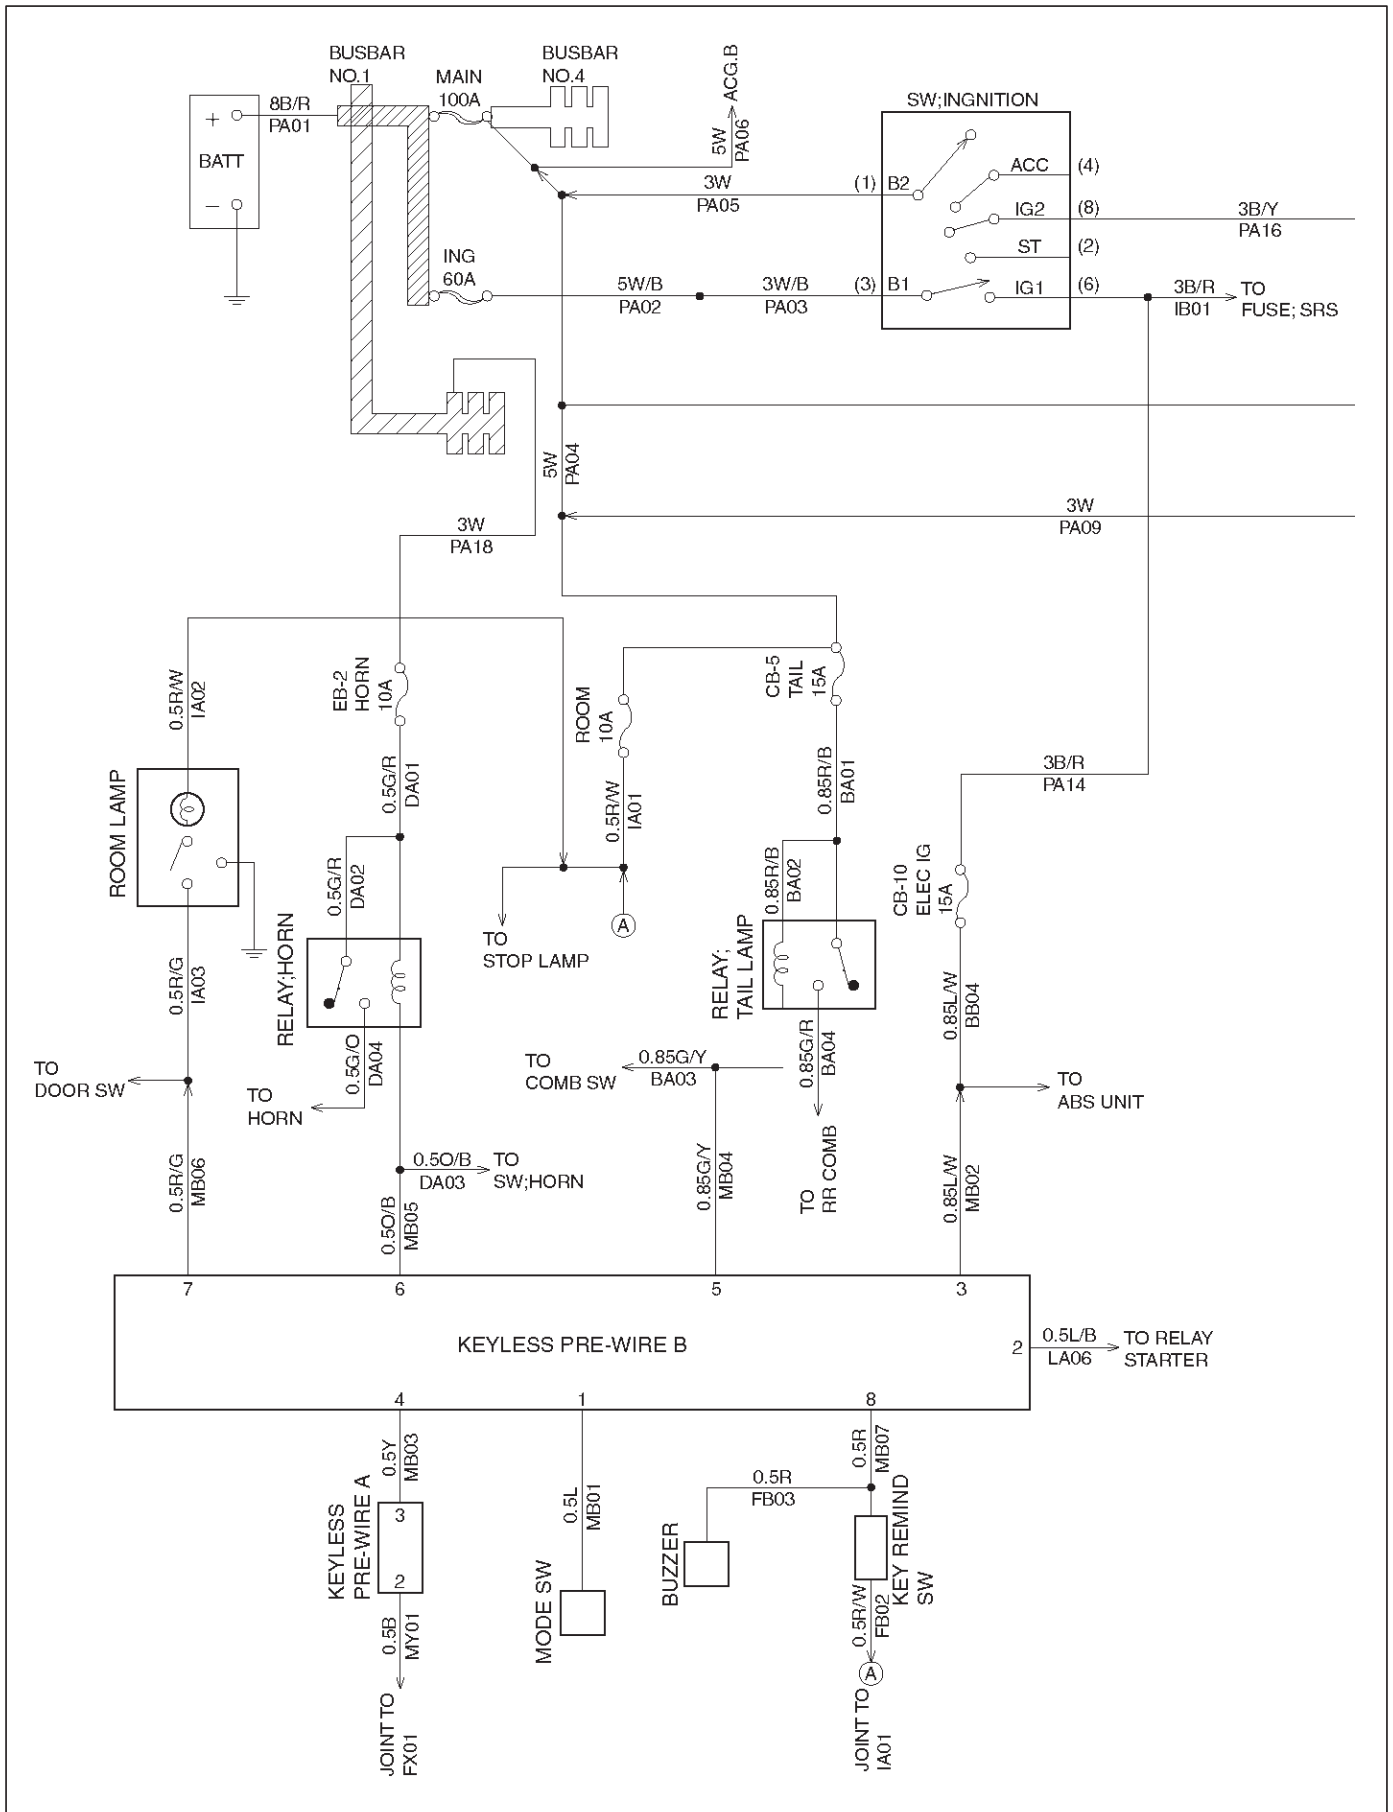 BUSBAR
NO.1
MAIN
100A
BUSBAR
NO.4
ACG.B
5W
PA06
SW;INGNITION
8B/R
PA01
+
BATT
–
3W
PA05
(1)
B2
ACC
(4)
IG2
(8)
3B/Y
PA16
ST
(2)
ING
60A
5W/B
PA02
3W/B
PA03
(3)
B1
IG1
(6)
3B/R
IB01
TO
FUSE; SRS
5W
PA04
3W
PA18
3W
PA09
0.5R/W
IA02
EB-2
HORN
10A
ROOM
10A
CB-5
TAIL
15A
3B/R
PA14
ROOM LAMP
0.5G/R
DA01
0.5R/W
IA01
0.85R/B
BA01
0.5G/R
DA02
0.85R/B
BA02
CB-10
ELEC IG
15A
A
TO
STOP LAMP
RELAY;HORN
RELAY;
TAIL LAMP
0.5R/G
IA03
0.5G/O
DA04
0.85G/R
BA04
0.85L/W
BB04
TO
DOOR SW
TO
HORN
TO
COMB SW
0.85G/Y
BA03
TO
ABS UNIT
0.5R/G
MB06
0.5O/B
DA03
TO
SW;HORN
0.5O/B
MB05
0.85G/Y
MB04
TO
RR COMB
0.85L/W
MB02
7
6
5
3
KEYLESS PRE-WIRE B
2
0.5L/B
LA06
TO RELAY
STARTER
4
1
8
0.5Y
MB03
0.5L
MB01
0.5R
MB07
0.5R
FB03
KEYLESS
PRE-WIRE A
3
2
MODE SW
BUZZER
KEY REMIND
SW
0.5B
MY01
0.5R/W
FB02
A
JOINT TO
FX01
JOINT TO
IA01